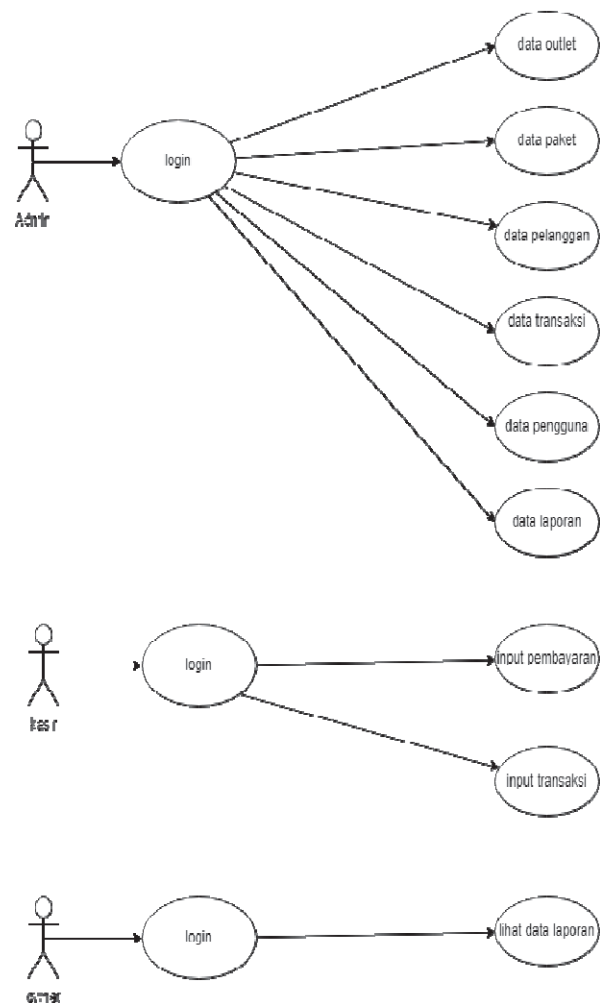 data outlet
data paket
login
Admin
data pelanggan
data transaksi
data pengguna
data laporan
input pembayaran
login
input transaksi
login
lihat data laporan